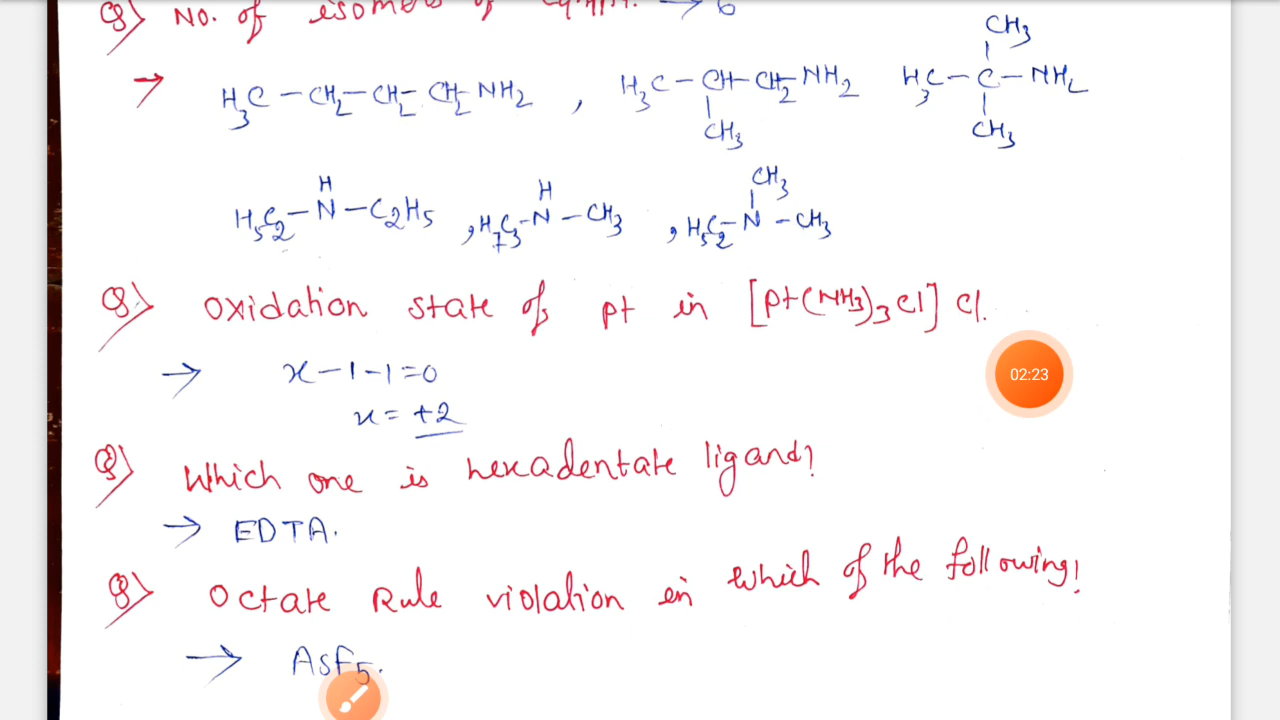 Q) No. of isomers of → 6
→ H₃C – CH₂ – CH₂ – CH₂ NH₂ , H₃C – CH – CH₂ – NH₂ H₃C – C – NH₂
CH₃
CH₃
CH₃
H₅C₂ – N – C₂H₅ , H₇C₃ – N – CH₃ , H₅C₂ – N – CH₃
H
H
CH₃
Q) Oxidation state of pt in [pt(NH₃)₃Cl] Cl.
→ x – 1 – 1 = 0
x = +2
02:23
Q) Which one is hexadentate ligand?
→ EDTA.
Q) Octate Rule violation in which of the following?
→ AsF₅.